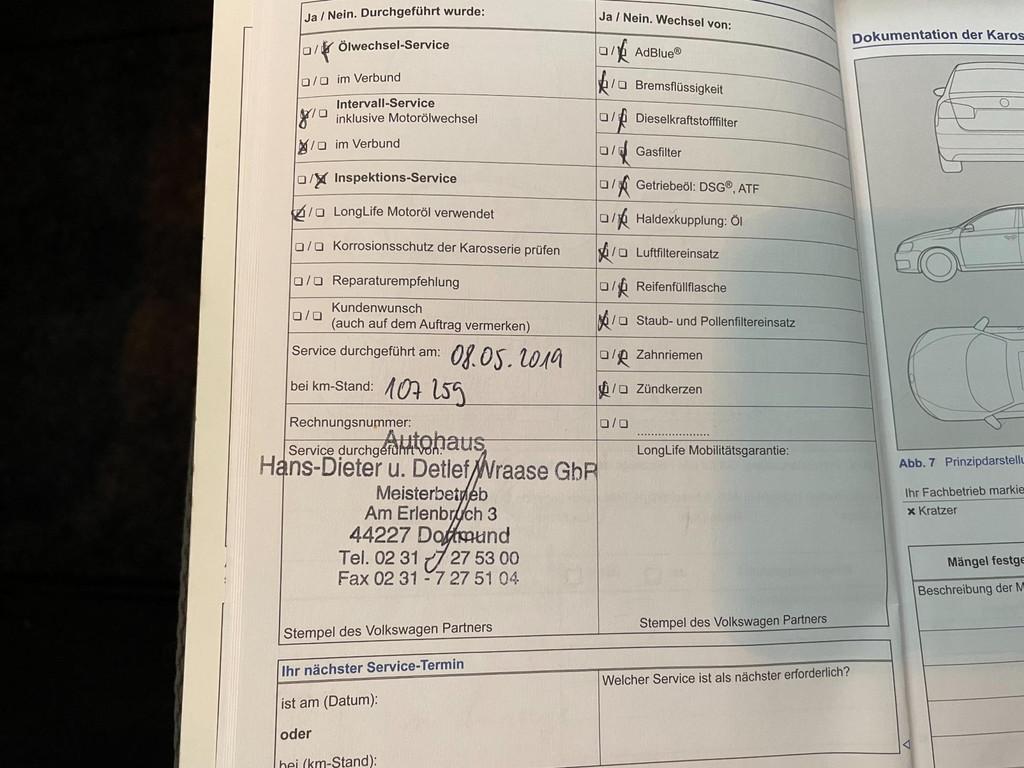 Ja / Nein. Durchgeführt wurde:
Ölwechsel-Service
im Verbund
Intervall-Service
inklusive Motorölwechsel
im Verbund
Inspektions-Service
LongLife Motoröl verwendet
Korrosionsschutz der Karosserie prüfen
Reparaturempfehlung
Kundenwunsch
(auch auf dem Auftrag vermerken)
Service durchgeführt am: 08.05.2019
bei km-Stand: 107 259
Rechnungsnummer:
Service durchgeführt von:
Autohaus
Hans-Dieter u. Detlef Wraase GbR
Meisterbetrieb
Am Erlenbruch 3
44227 Dortmund
Tel. 02 31 - 7 27 53 00
Fax 02 31 - 7 27 51 04
Stempel des Volkswagen Partners
Ja / Nein. Wechsel von:
AdBlue®
Bremsflüssigkeit
Dieselkraftstofffilter
Gasfilter
Getriebeöl: DSG®, ATF
Haldexkupplung: Öl
Luftfiltereinsatz
Reifenfüllflasche
Staub- und Pollenfiltereinsatz
Zahnriemen
Zündkerzen
LongLife Mobilitätsgarantie:
Stempel des Volkswagen Partners
Ihr nächster Service-Termin
ist am (Datum):
oder
bei (km-Stand):
Welcher Service ist als nächster erforderlich?
Dokumentation der Karos
Abb. 7 Prinzipdarstellu
Ihr Fachbetrieb markie
× Kratzer
Mängel festge
Beschreibung der M